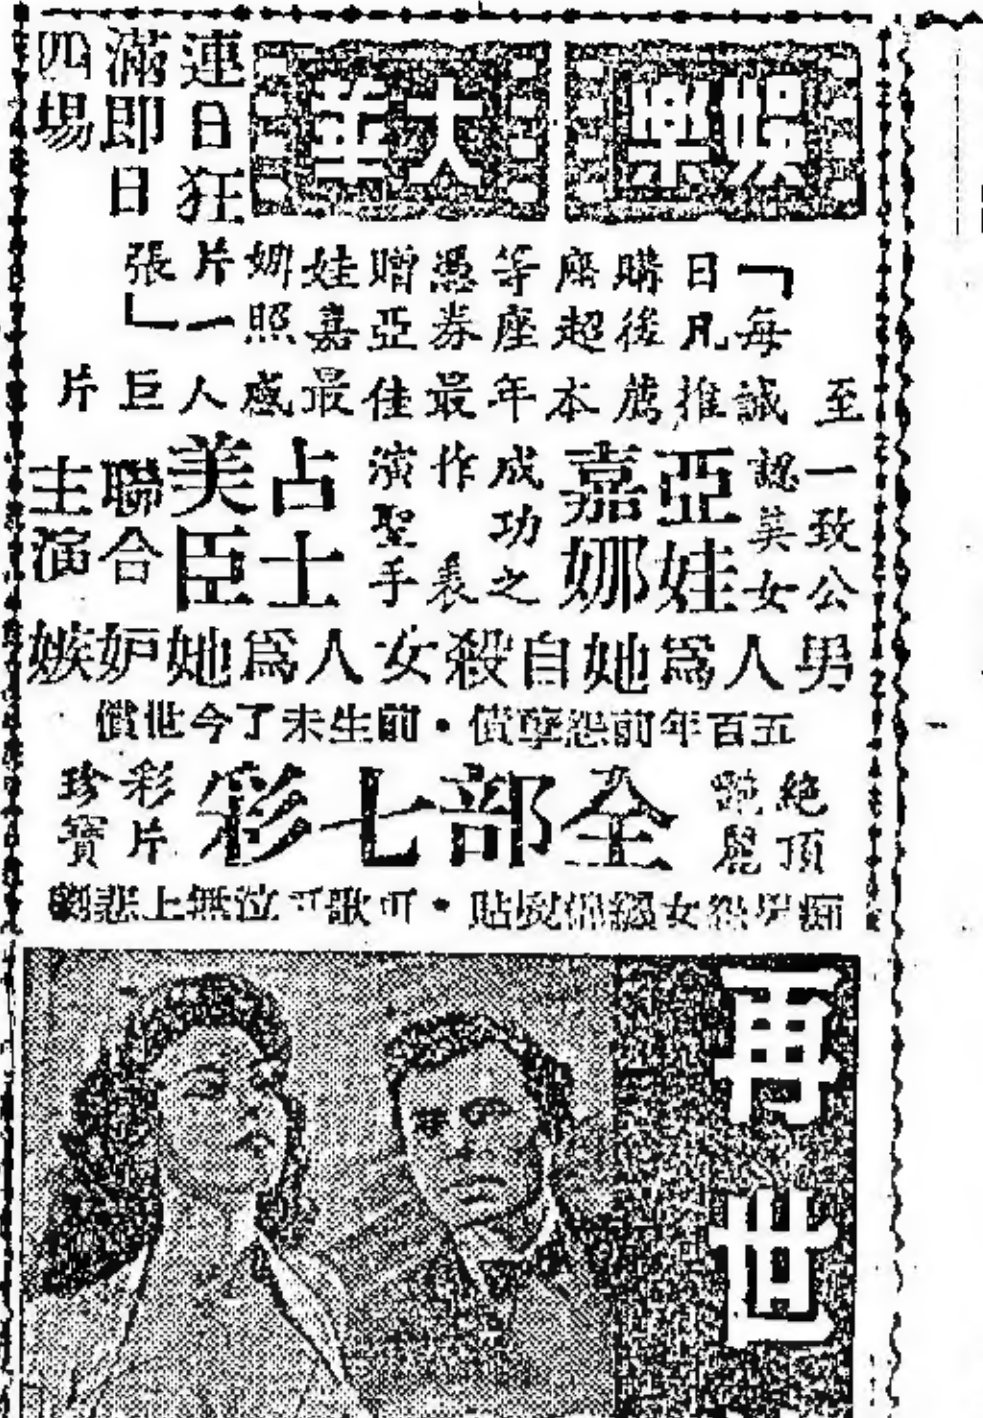 娛樂
大華
連日狂滿即日四場
「每日凡購後座超等座憑券贈亞娃嘉娜照片一張」
至誠推薦本年最佳最感人巨片
一致公認美女
亞娃嘉娜
成功之作
表演聖手
占士美臣
聯合主演
男人爲她自殺女人爲她妒嫉
五百年前怨孽債・前生未了今世償
絕頂艷麗
全部七彩
彩片珍寶
痴男怨女纏綿熨貼・可歌可泣無上悲劇
再世